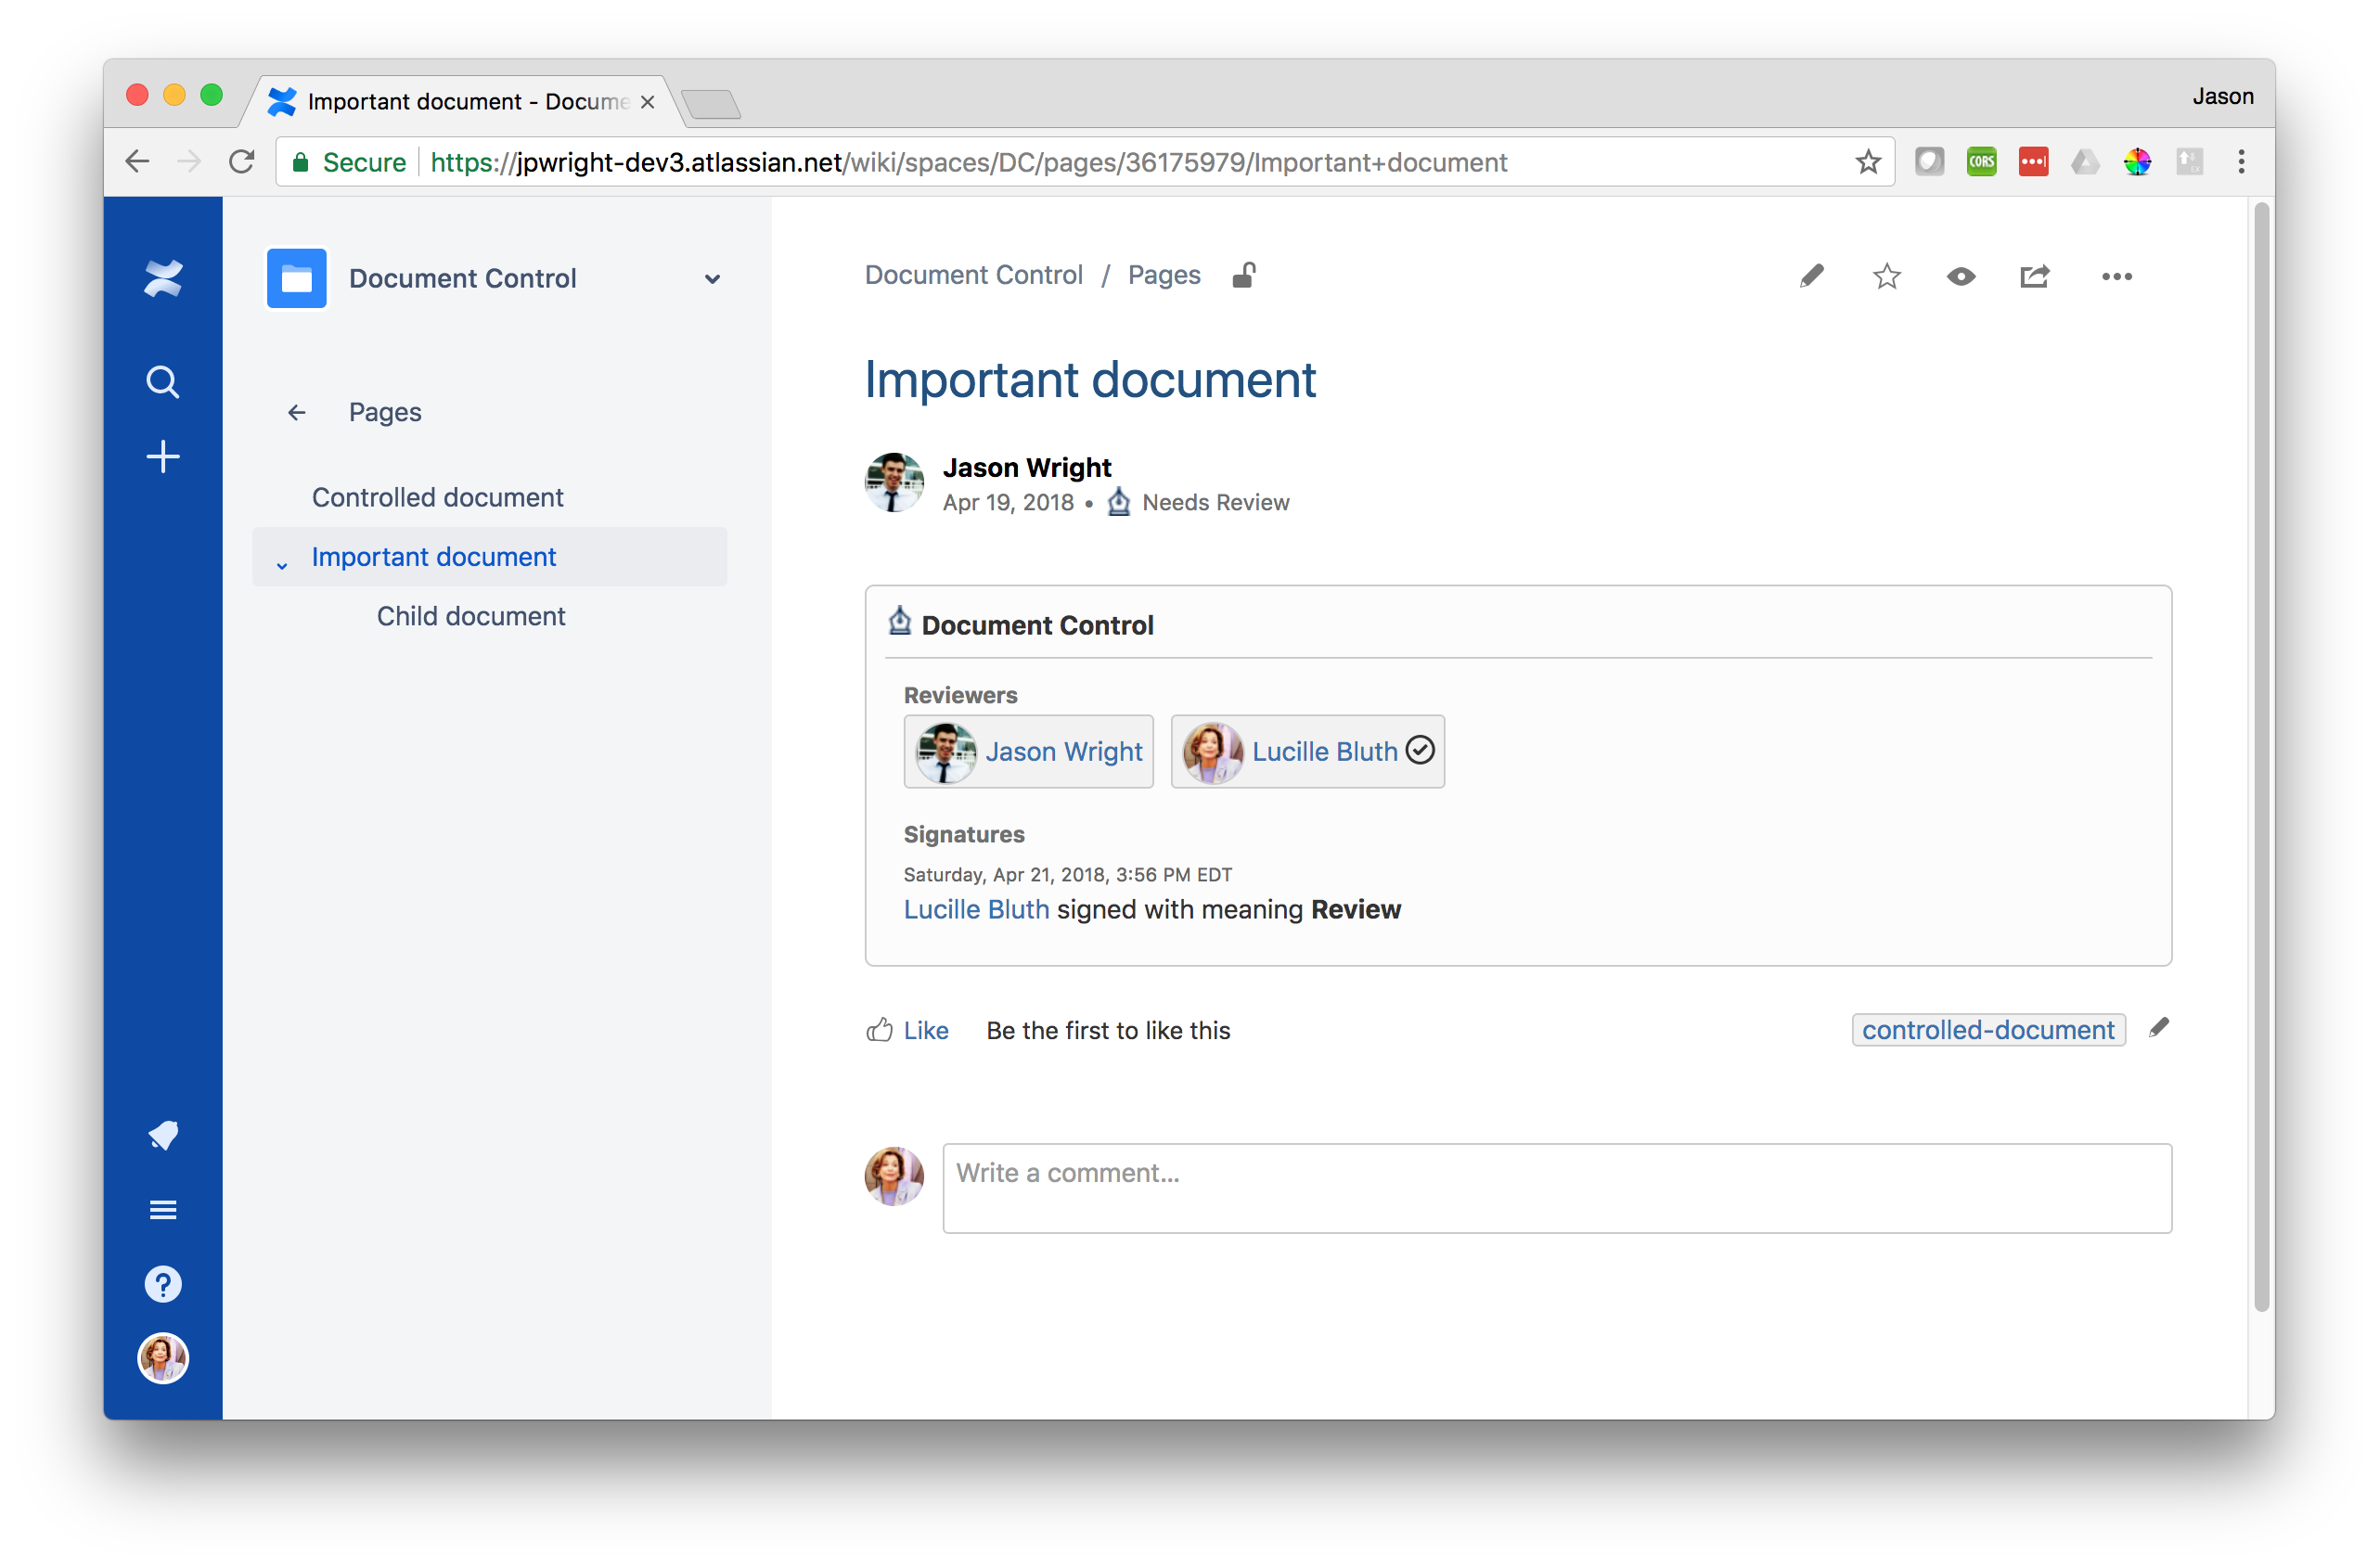 Important document - Docume
Jason
Secure https://jpwright-dev3.atlassian.net/wiki/spaces/DC/pages/36175979/Important+document
CORS
Document Control
Pages
Controlled document
Important document
Child document
Document Control / Pages
Important document
Jason Wright
Apr 19, 2018 • Needs Review
Document Control
Reviewers
Jason Wright
Lucille Bluth
Signatures
Saturday, Apr 21, 2018, 3:56 PM EDT
Lucille Bluth signed with meaning Review
Like
Be the first to like this
controlled-document
Write a comment...